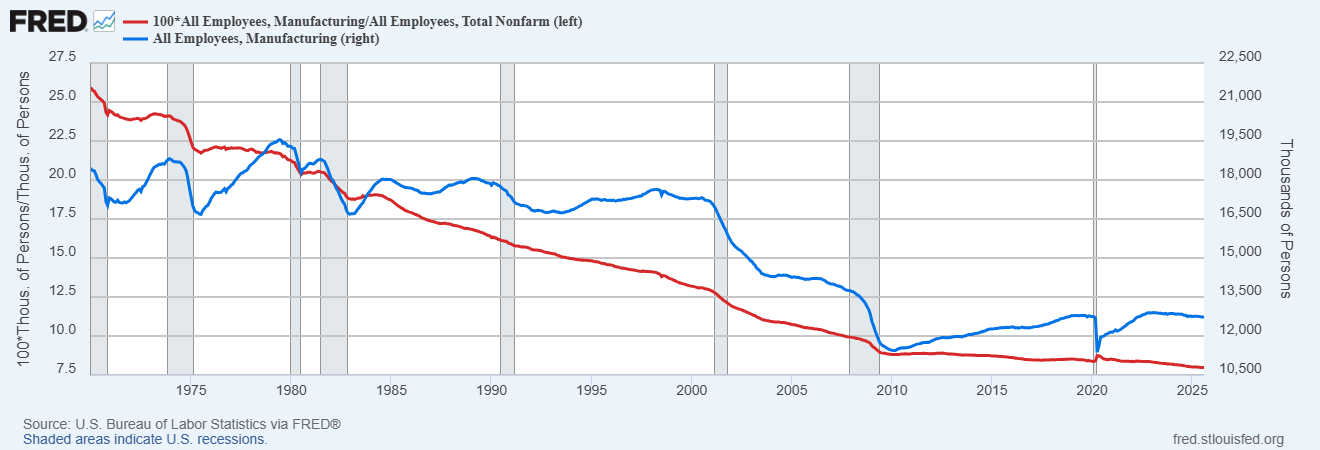 FRED
100*All Employees, Manufacturing/All Employees, Total Nonfarm (left)
All Employees, Manufacturing (right)
100*Thous. of Persons/Thous. of Persons
27.5
25.0
22.5
20.0
17.5
15.0
12.5
10.0
7.5
22,500
21,000
19,500
18,000
16,500
15,000
13,500
12,000
10,500
Thousands of Persons
1975 1980 1985 1990 1995 2000 2005 2010 2015 2020 2025
Source: U.S. Bureau of Labor Statistics via FRED®
Shaded areas indicate U.S. recessions.
fred.stlouisfed.org